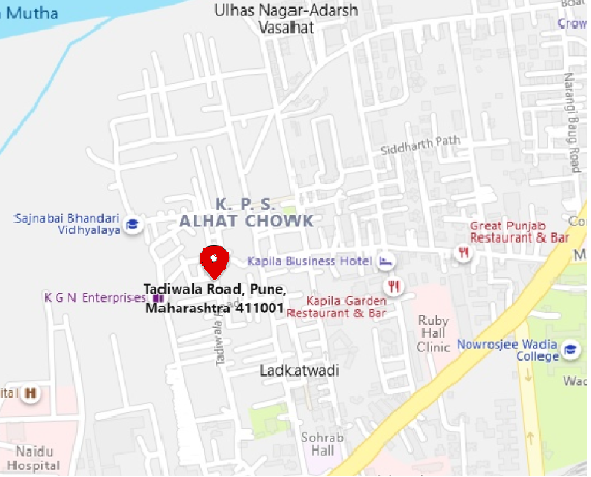 Mutha
Ulhas Nagar-Adarsh
Vasalhat
Boat
Crow
Narangi Baug Road
Siddharth Path
K. P. S.
ALHAT CHOWK
Sajnabai Bhandari
Vidhyalaya
Great Punjab
Restaurant & Bar
Co
M
Kapila Business Hotel
Tadiwala Road, Pune,
Maharashtra 411001
K G N Enterprises
Kapila Garden
Restaurant & Bar
Tadiwala Road
Ruby
Hall
Clinic
Nowrosjee Wadia
College
Ladkatwadi
Wad
ital H
Sohrab
Hall
Naidu
Hospital